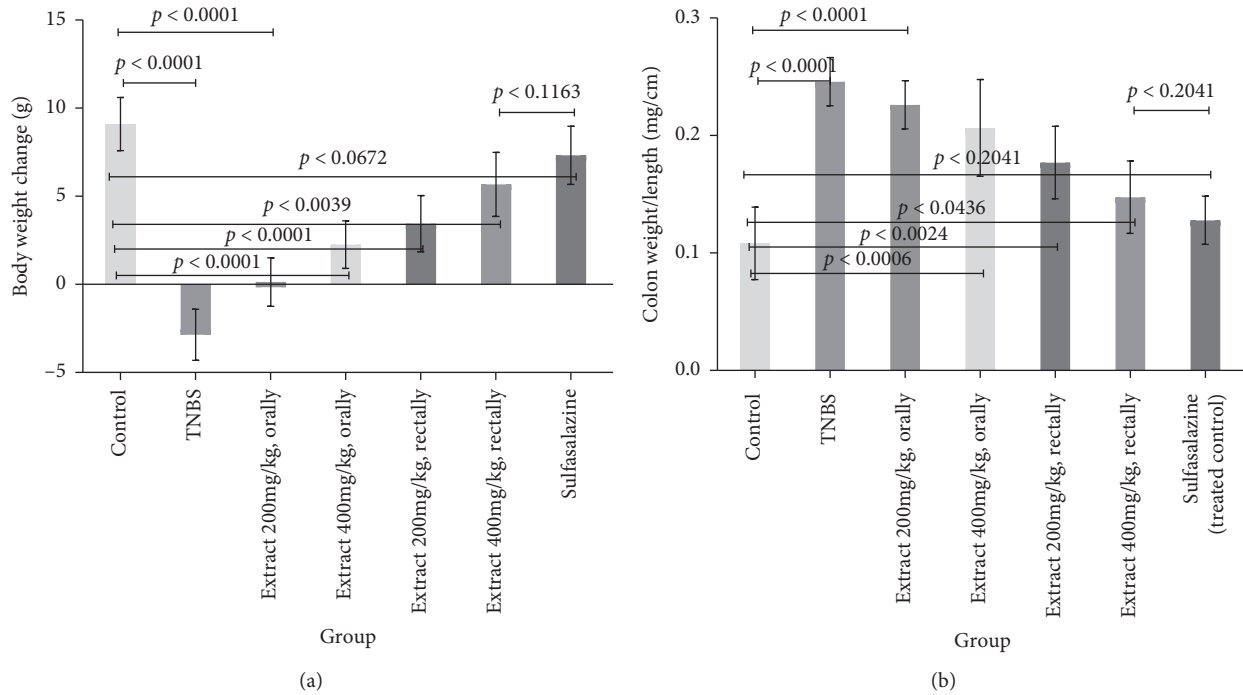 Body weight change (g)
15
10
5
0
−5
p < 0.0001
p < 0.0001
p < 0.1163
p < 0.0672
p < 0.0039
p < 0.0001
p < 0.0001
Control
TNBS
Extract 200mg/kg, orally
Extract 400mg/kg, orally
Extract 200mg/kg, rectally
Extract 400mg/kg, rectally
Sulfasalazine
Group
(a)
Colon weight/length (mg/cm)
0.3
0.2
0.1
0.0
p < 0.0001
p < 0.0001
p < 0.2041
p < 0.2041
p < 0.0436
p < 0.0024
p < 0.0006
Control
TNBS
Extract 200mg/kg, orally
Extract 400mg/kg, orally
Extract 200mg/kg, rectally
Extract 400mg/kg, rectally
Sulfasalazine
(treated control)
Group
(b)